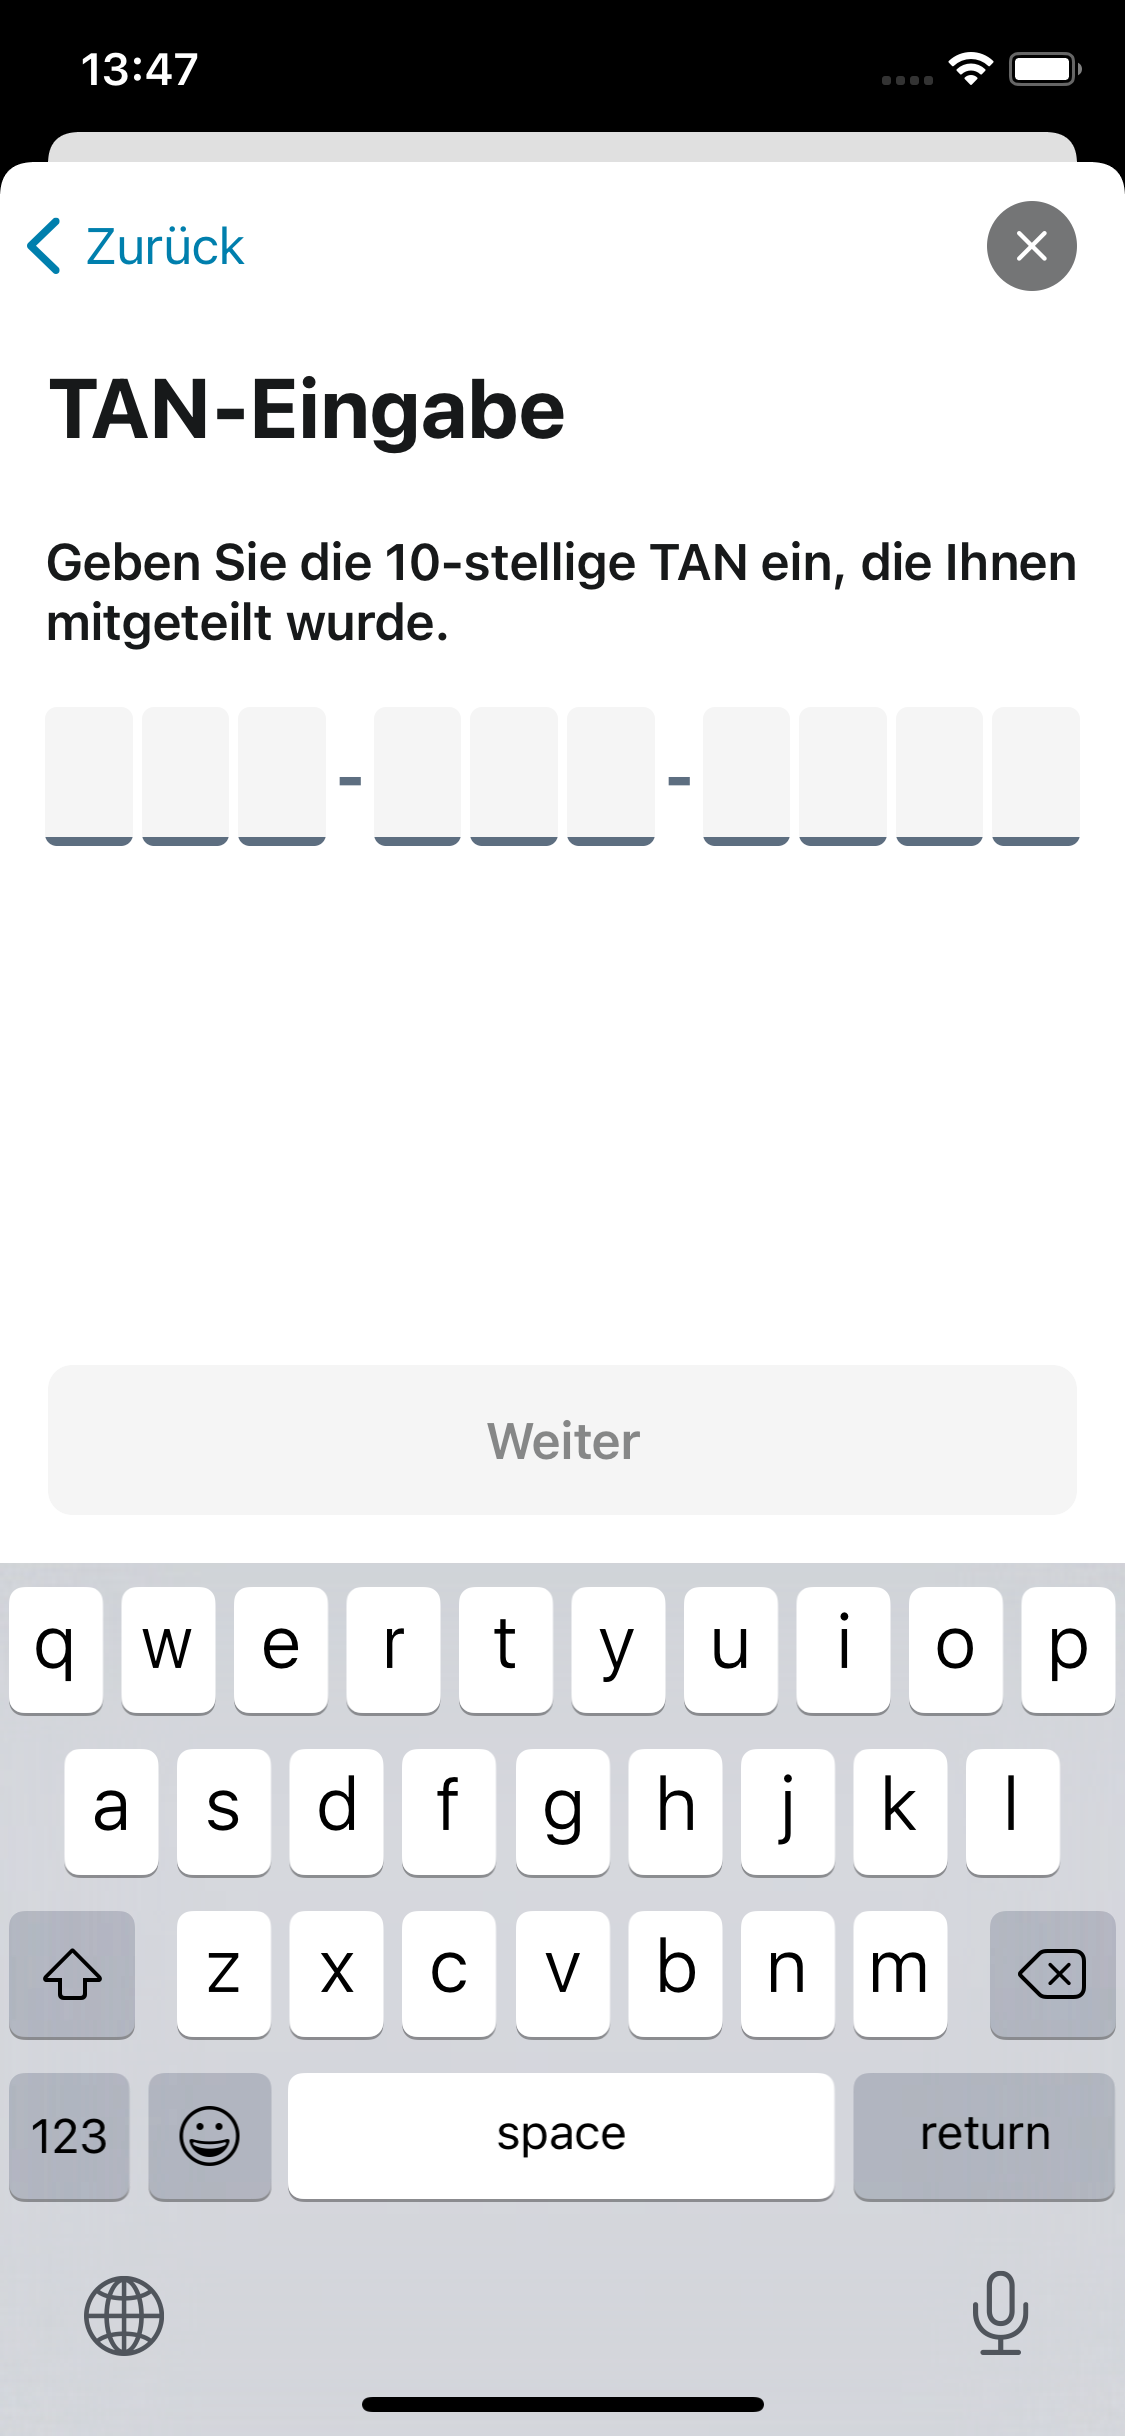 13:47
Zurück
TAN-Eingabe
Geben Sie die 10-stellige TAN ein, die Ihnen
mitgeteilt wurde.
- -
Weiter
q w e r t y u i o p
a s d f g h j k l
z x c v b n m
123 space return